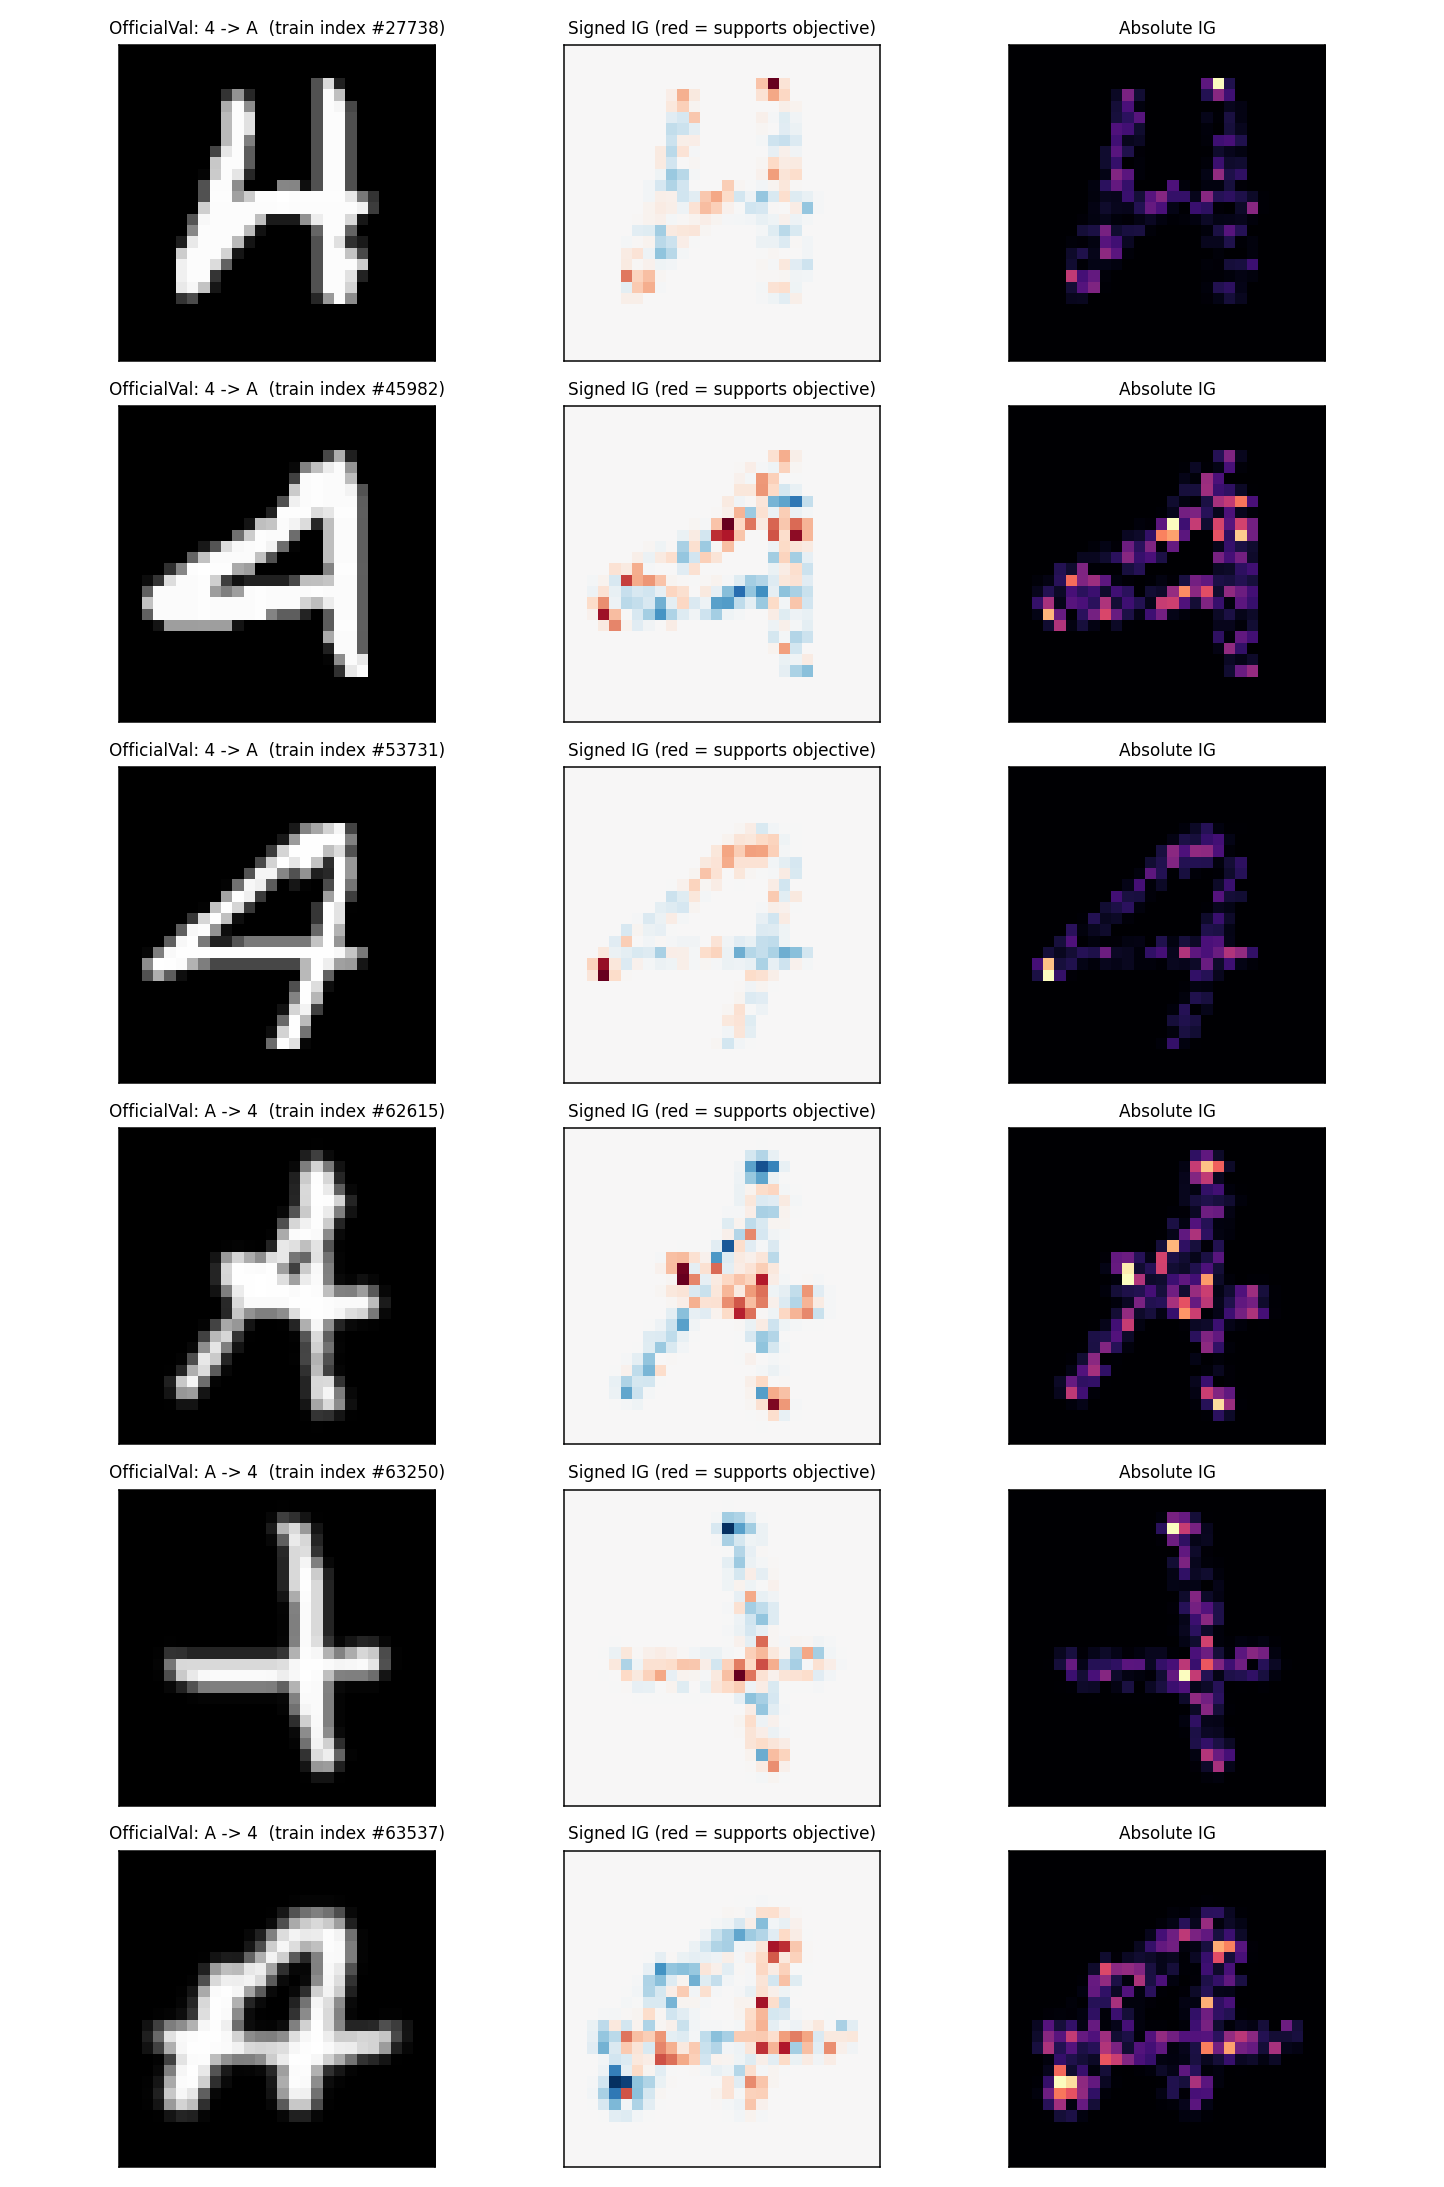 OfficialVal: 4 -> A  (train index #27738) Signed IG (red = supports objective) Absolute IG
OfficialVal: 4 -> A  (train index #45982) Signed IG (red = supports objective) Absolute IG
OfficialVal: 4 -> A  (train index #53731) Signed IG (red = supports objective) Absolute IG
OfficialVal: A -> 4  (train index #62615) Signed IG (red = supports objective) Absolute IG
OfficialVal: A -> 4  (train index #63250) Signed IG (red = supports objective) Absolute IG
OfficialVal: A -> 4  (train index #63537) Signed IG (red = supports objective) Absolute IG